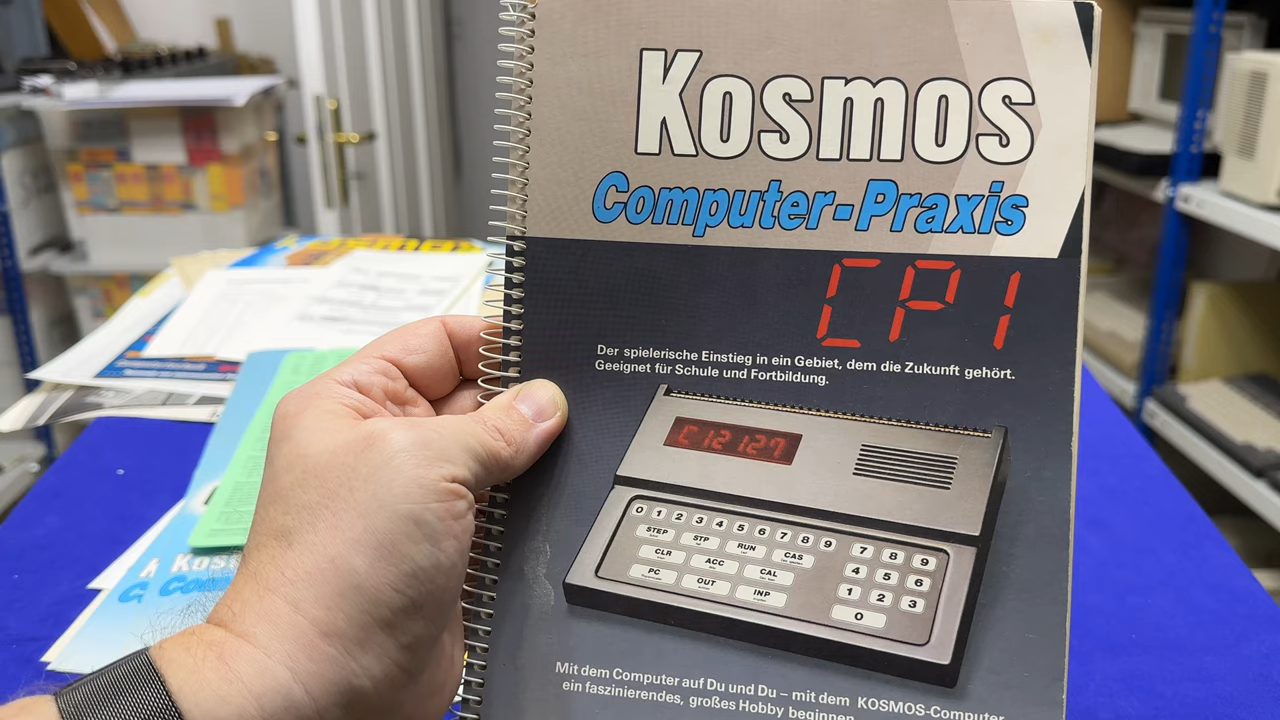 Kosmos
Computer-Praxis
CP1
Der spielerische Einstieg in ein Gebiet, dem die Zukunft gehört.
Geeignet für Schule und Fortbildung.
C12127
0 1 2 3 4 5 6 7 8 9
STEP STP RUN CAS
CLR ACC CAL
PC OUT INP
7 8 9
4 5 6
1 2 3
0
Mit dem Computer auf Du und Du – mit dem KOSMOS-Computer
ein faszinierendes, großes Hobby beginnen